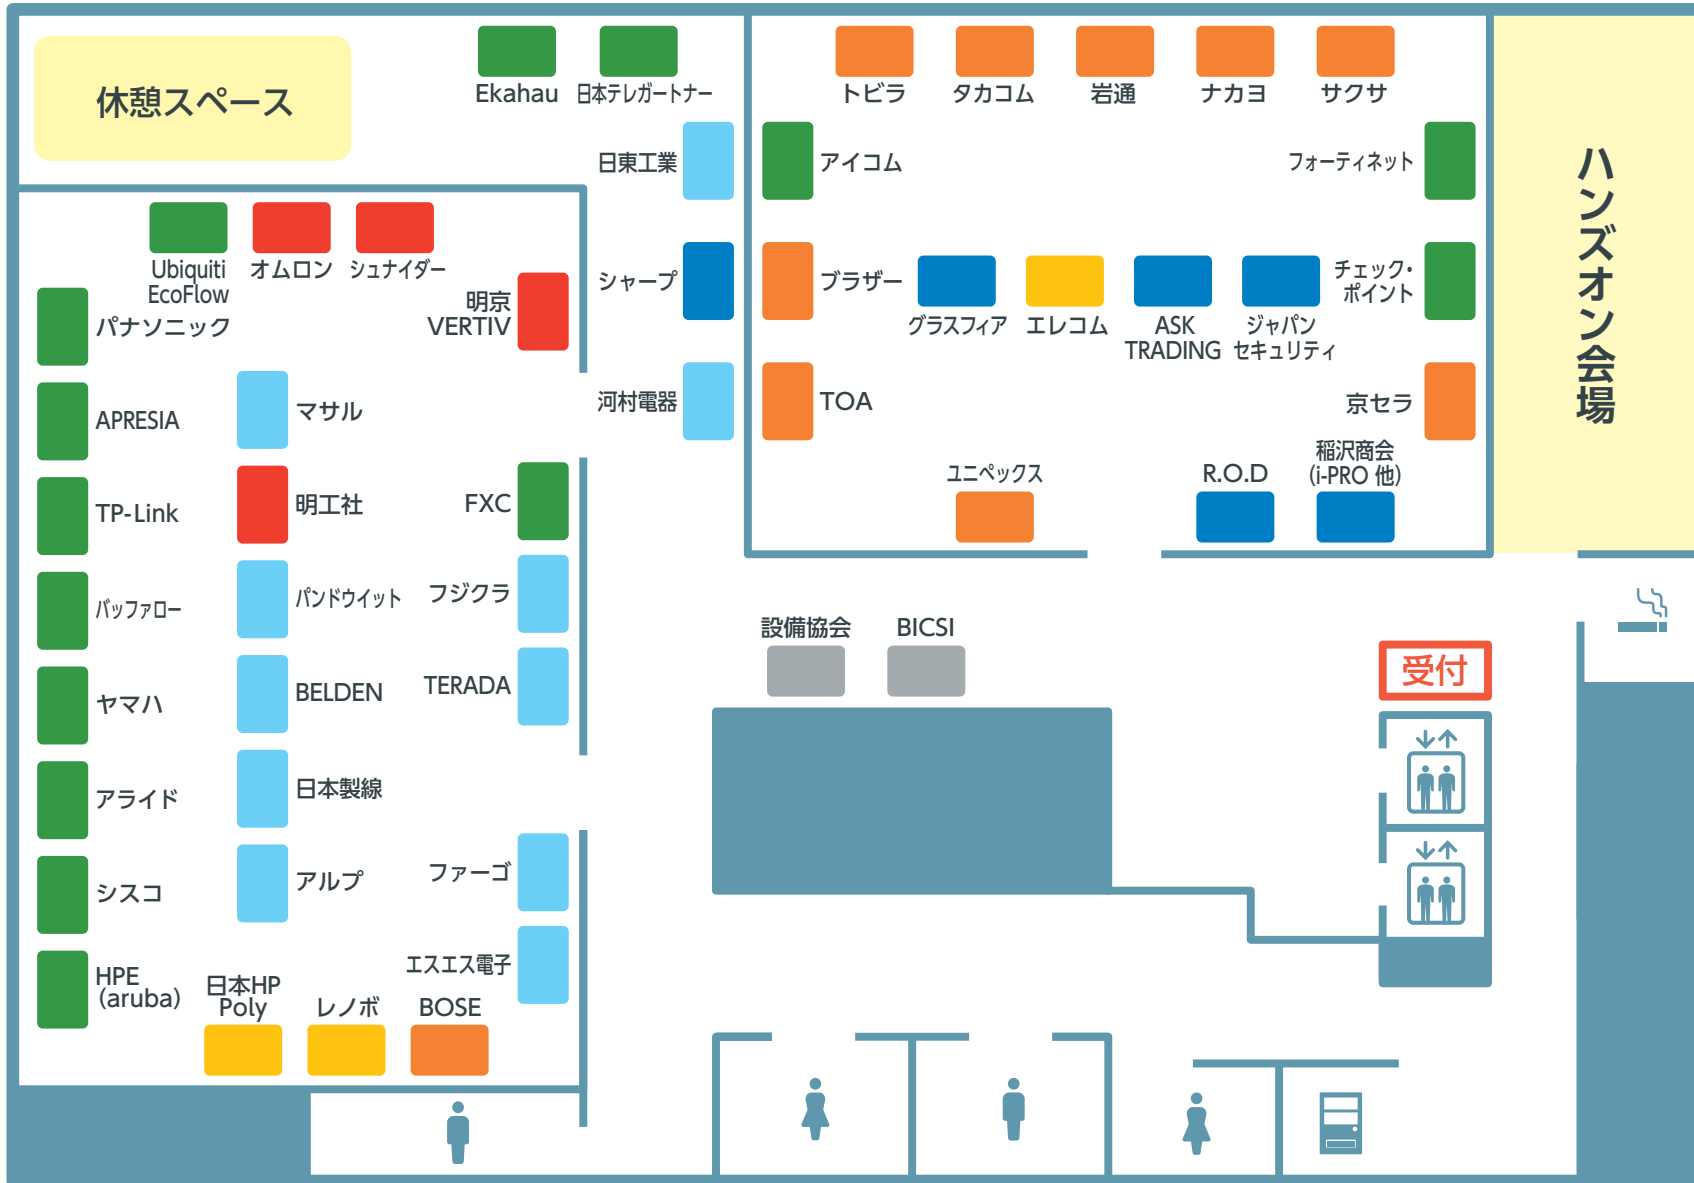 休憩スペース
Ekahau
日本テレガートナー
日東工業
シャープ
河村電器
トビラ
タカコム
岩通
ナカヨ
サクサ
アイコム
フォーティネット
ブラザー
グラスフィア
エレコム
ASK
TRADING
ジャパン
セキュリティ
チェック・
ポイント
TOA
京セラ
ユニペックス
R.O.D
稲沢商会
(i-PRO 他)
ハンズオン会場
Ubiquiti
EcoFlow
オムロン
シュナイダー
明京
VERTIV
パナソニック
APRESIA
TP-Link
バッファロー
ヤマハ
アライド
シスコ
HPE
(aruba)
マサル
明工社
パンドウイット
BELDEN
日本製線
アルプ
FXC
フジクラ
TERADA
ファーゴ
エスエス電子
日本HP
Poly
レノボ
BOSE
設備協会
BICSI
受付